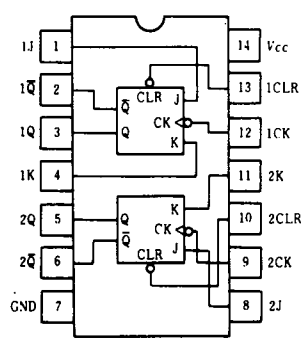 1J 1 14 Vcc
1Q̅ 2 CLR 13 1CLR
Q̅ J
1Q 3 Q CK 12 1CK
K
1K 4 11 2K
2Q 5 Q K 10 2CLR
CK
2Q̅ 6 Q̅ J 9 2CK
CLR
GND 7 8 2J